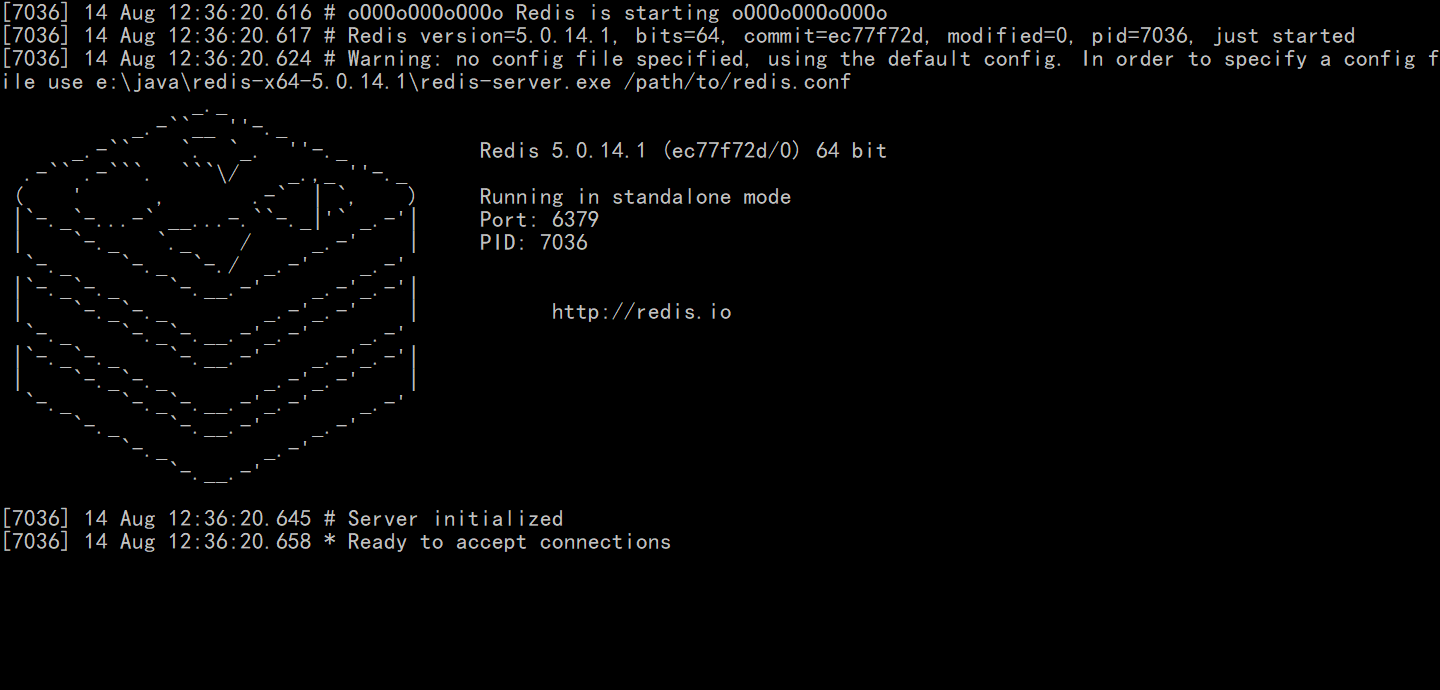 [7036] 14 Aug 12:36:20.616 # oO0OoO0OoO0Oo Redis is starting oO0OoO0OoO0Oo
[7036] 14 Aug 12:36:20.617 # Redis version=5.0.14.1, bits=64, commit=ec77f72d, modified=0, pid=7036, just started
[7036] 14 Aug 12:36:20.624 # Warning: no config file specified, using the default config. In order to specify a config f
ile use e:\java\redis-x64-5.0.14.1\redis-server.exe /path/to/redis.conf
Redis 5.0.14.1 (ec77f72d/0) 64 bit
Running in standalone mode
Port: 6379
PID: 7036
http://redis.io
[7036] 14 Aug 12:36:20.645 # Server initialized
[7036] 14 Aug 12:36:20.658 * Ready to accept connections